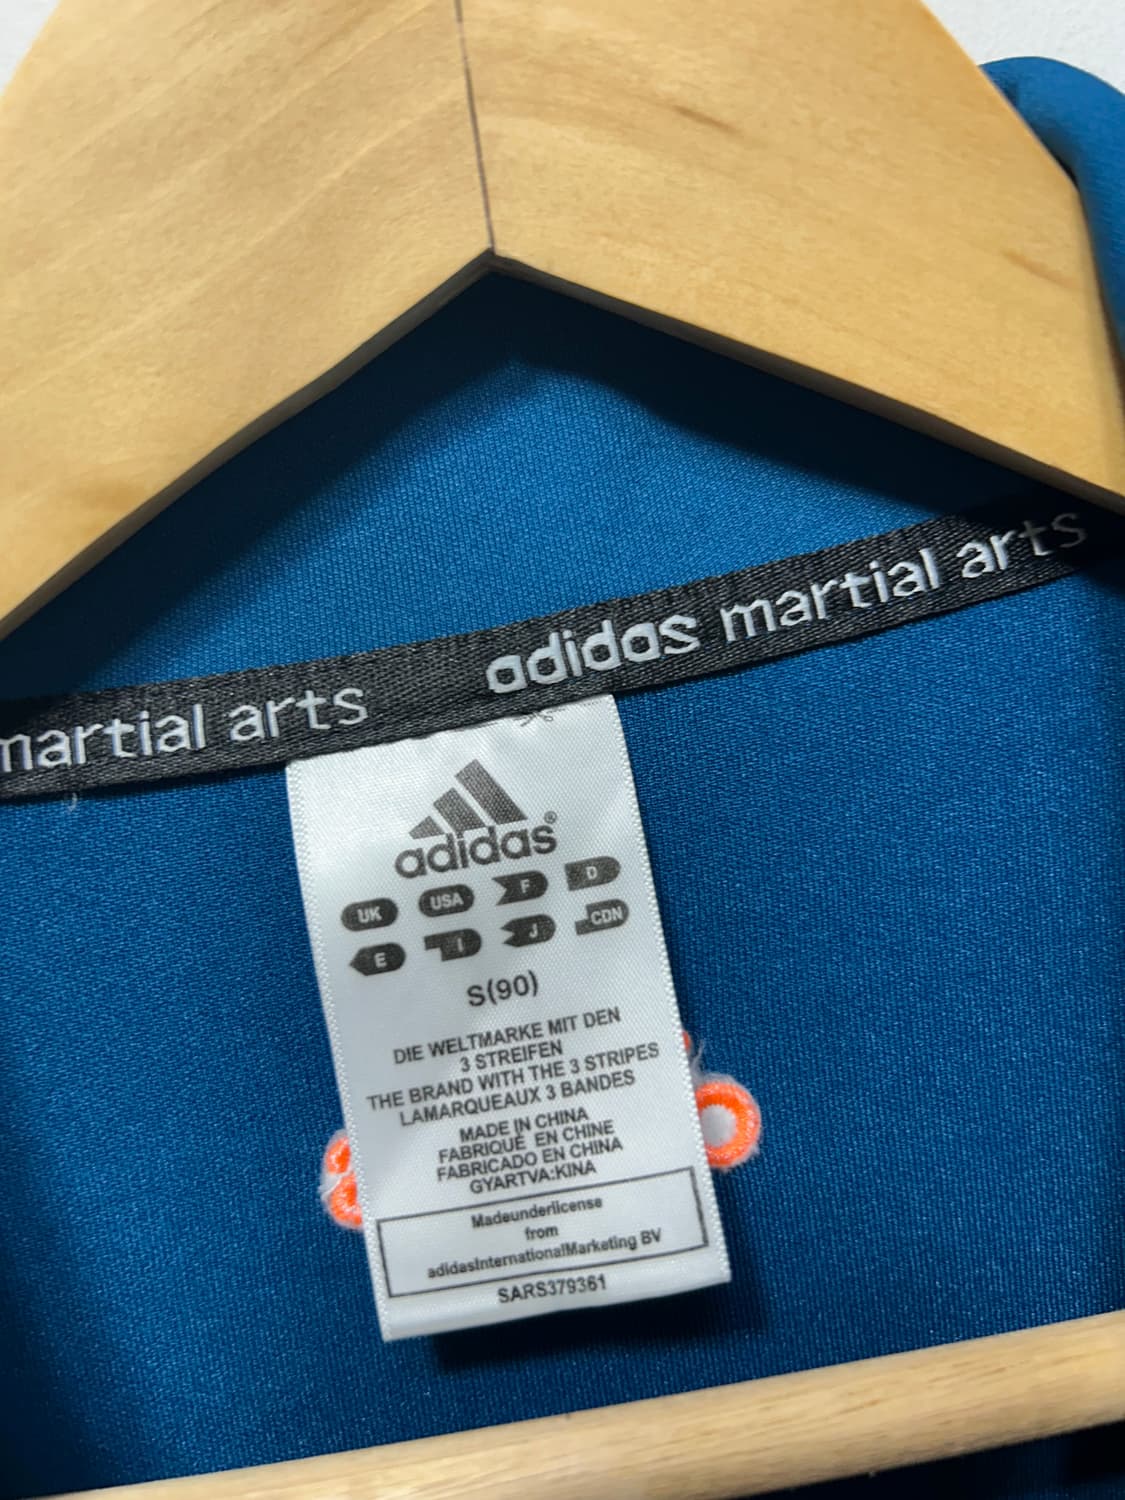 martial arts adidas martial arts
adidas®
UK USA F D
E I J CDN
S(90)
DIE WELTMARKE MIT DEN
3 STREIFEN
THE BRAND WITH THE 3 STRIPES
LAMARQUEAUX 3 BANDES
MADE IN CHINA
FABRIQUÉ EN CHINE
FABRICADO EN CHINA
GYARTVA:KINA
Madeunderlicense
from
adidasInternationalMarketing BV
SARS379361